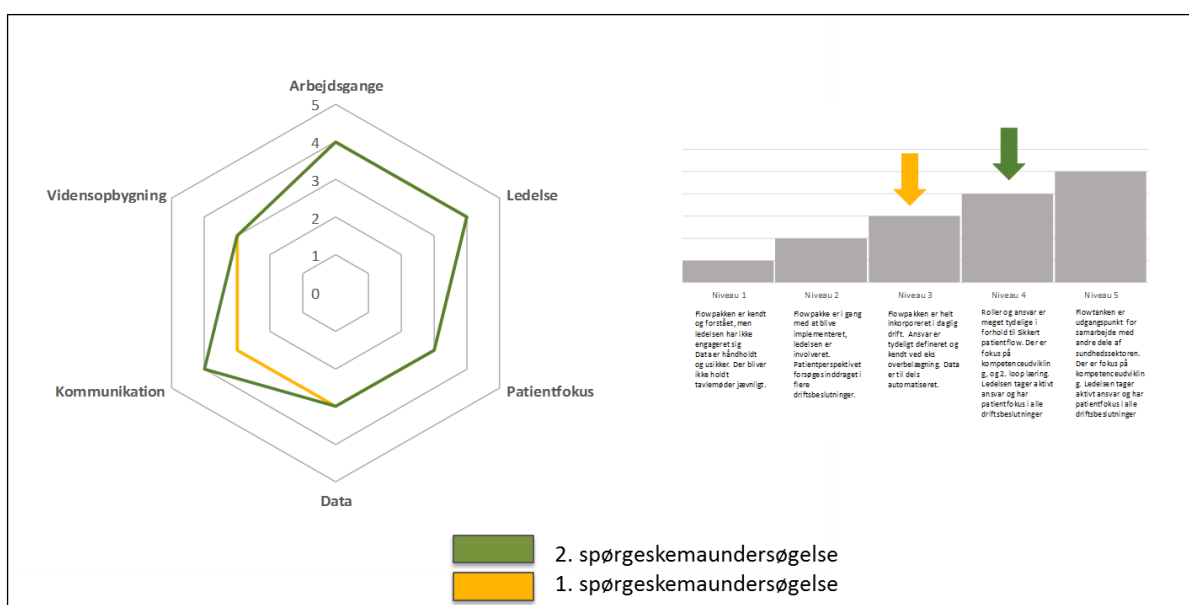 Arbejdsgange
5
4
3
2
1
0
Ledelse
Patientfokus
Data
Kommunikation
Vidensopbygning
Niveau 1
Flowpakken er kendt
og forstået, men
ledelsen har ikke
engageret sig
Data er håndholdt
og usikker. Der bliver
ikke holdt
tavlemøder jævnligt.
Niveau 2
Flowpakke er i gang
med at blive
implementeret,
ledelsen er
involveret.
Patientperspektivet
forsøges inddraget i
flere
driftsbeslutninger.
Niveau 3
Flowpakken er helt
inkorporeret i daglig
drift. Ansvar er
tydeligt defineret og
kendt ved eks
overbelægning. Data
er til dels
automatiseret.
Niveau 4
Roller og ansvar er
meget tydelige i
forhold til Sikkert
patientflow. Der er
fokus på
kompetenceudviklin
g, og 2. loop læring.
Ledelsen tager aktivt
ansvar og har
patientfokus i alle
driftsbeslutninger
Niveau 5
Flowtanken er
udgangspunkt for
samarbejde med
andre dele af
sundhedssektoren.
Der er fokus på
kompetenceudviklin
g. Ledelsen tager
aktivt ansvar og har
patientfokus i alle
driftsbeslutninger
2. spørgeskemaundersøgelse
1. spørgeskemaundersøgelse